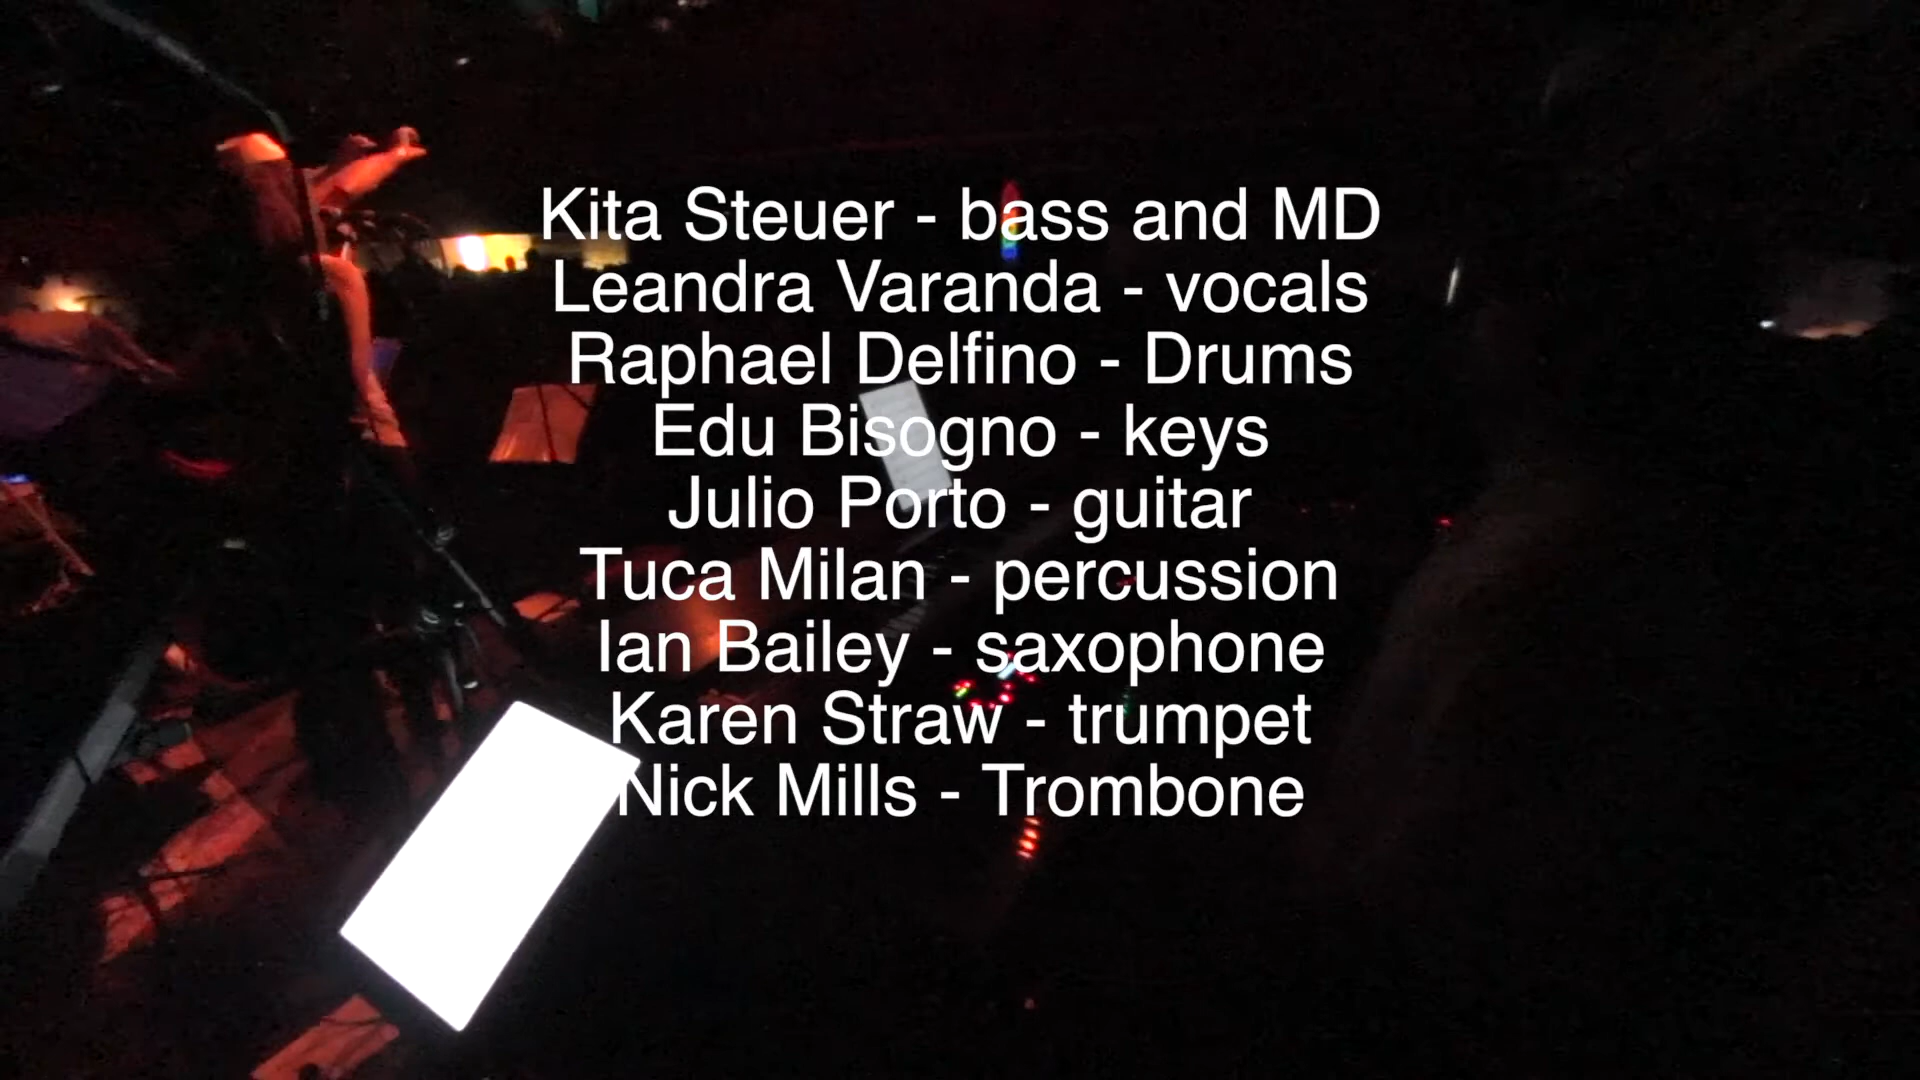 Kita Steuer - bass and MD
Leandra Varanda - vocals
Raphael Delfino - Drums
Edu Bisogno - keys
Julio Porto - guitar
Tuca Milan - percussion
Ian Bailey - saxophone
Karen Straw - trumpet
Nick Mills - Trombone